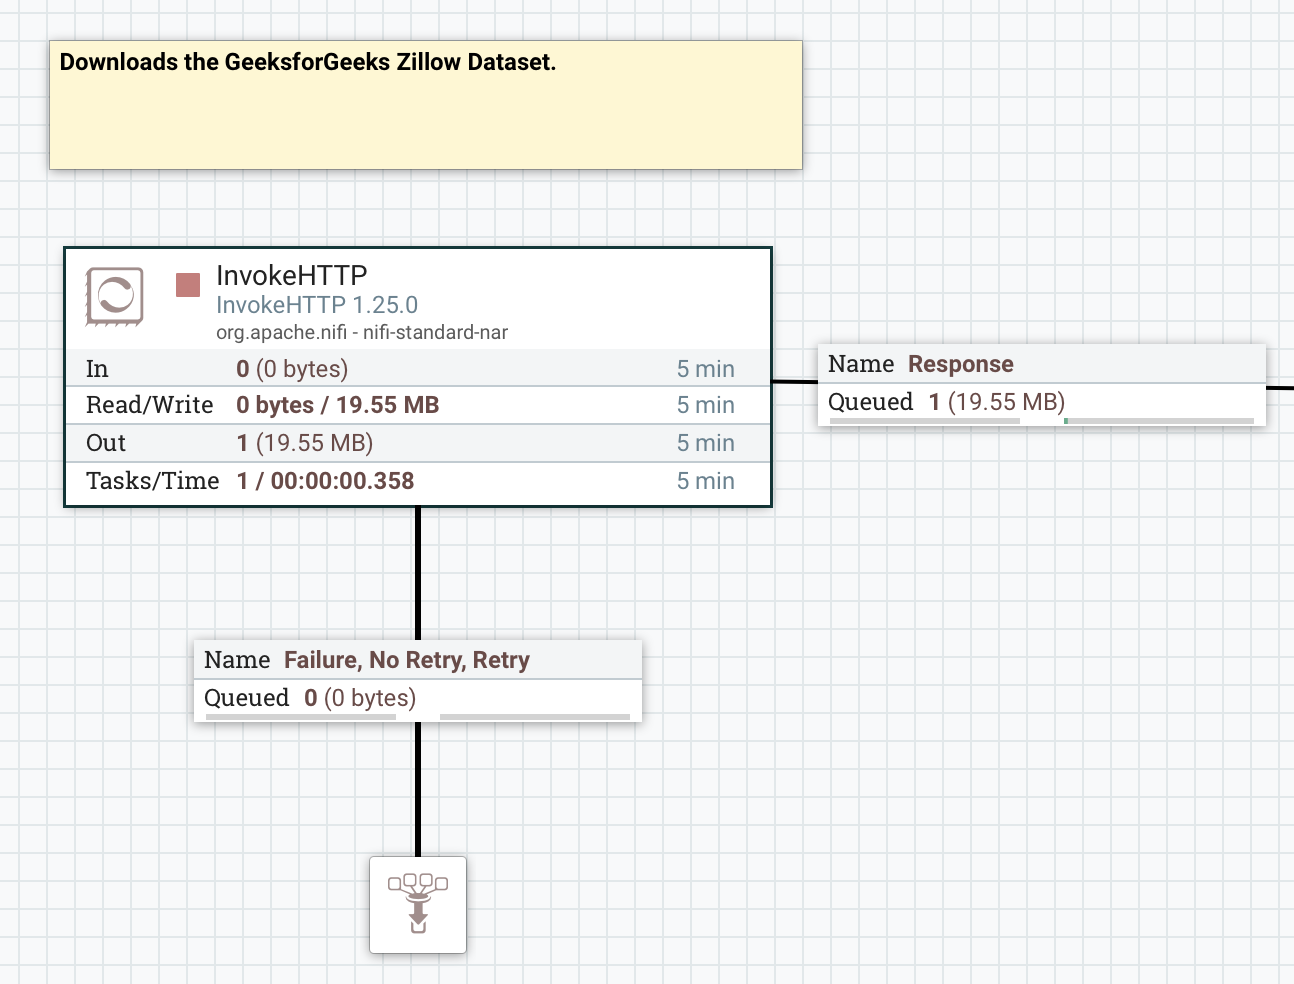 Downloads the GeeksforGeeks Zillow Dataset.
InvokeHTTP
InvokeHTTP 1.25.0
org.apache.nifi - nifi-standard-nar
In 0 (0 bytes) 5 min
Read/Write 0 bytes / 19.55 MB 5 min
Out 1 (19.55 MB) 5 min
Tasks/Time 1 / 00:00:00.358 5 min
Name Response
Queued 1 (19.55 MB)
Name Failure, No Retry, Retry
Queued 0 (0 bytes)